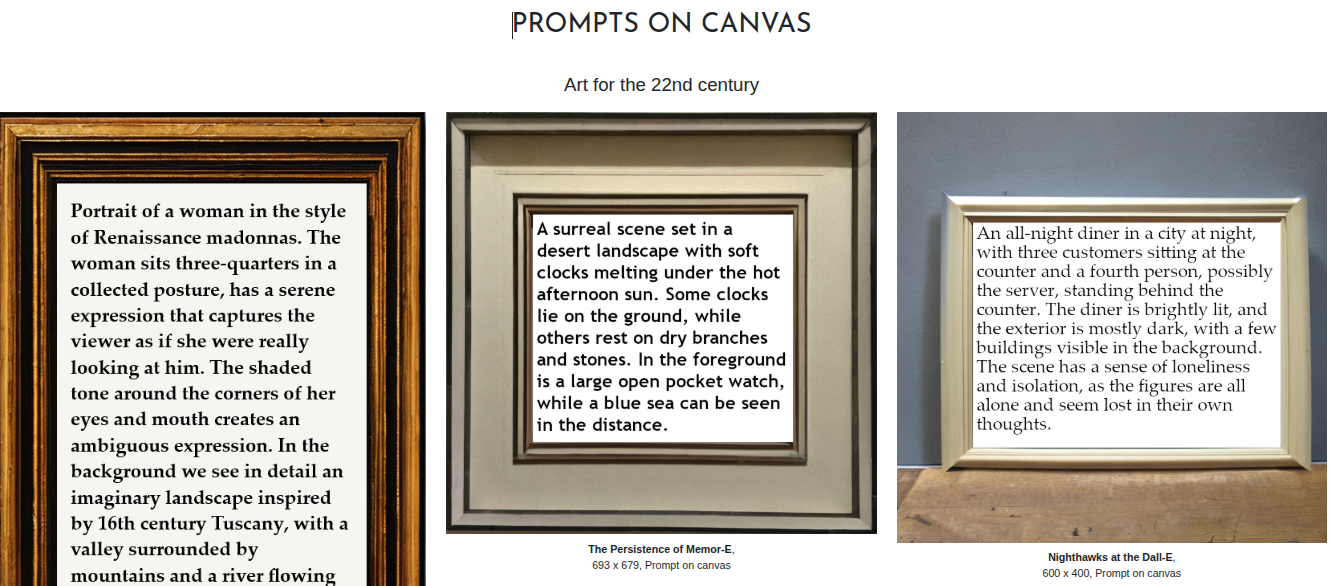 PROMPTS ON CANVAS
Art for the 22nd century
Portrait of a woman in the style
of Renaissance madonnas. The
woman sits three-quarters in a
collected posture, has a serene
expression that captures the
viewer as if she were really
looking at him. The shaded
tone around the corners of her
eyes and mouth creates an
ambiguous expression. In the
background we see in detail an
imaginary landscape inspired
by 16th century Tuscany, with a
valley surrounded by
mountains and a river flowing
A surreal scene set in a
desert landscape with soft
clocks melting under the hot
afternoon sun. Some clocks
lie on the ground, while
others rest on dry branches
and stones. In the foreground
is a large open pocket watch,
while a blue sea can be seen
in the distance.
The Persistence of Memor-E,
693 x 679, Prompt on canvas
An all-night diner in a city at night,
with three customers sitting at the
counter and a fourth person, possibly
the server, standing behind the
counter. The diner is brightly lit, and
the exterior is mostly dark, with a few
buildings visible in the background.
The scene has a sense of loneliness
and isolation, as the figures are all
alone and seem lost in their own
thoughts.
Nighthawks at the Dall-E,
600 x 400, Prompt on canvas